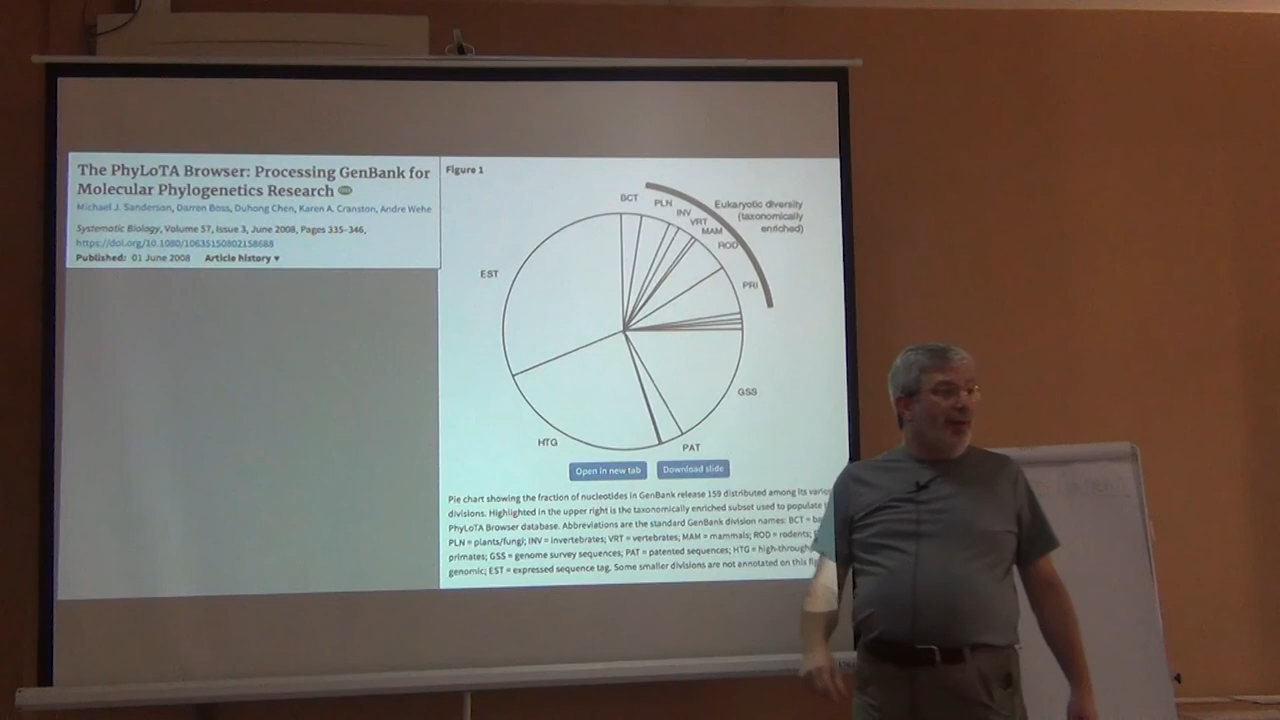 The PhyLoTA Browser: Processing GenBank for
Molecular Phylogenetics Research
Michael J. Sanderson, Darren Boss, Duhong Chen, Karen A. Cranston, Andre Wehe
Systematic Biology, Volume 57, Issue 3, June 2008, Pages 335–346,
https://doi.org/10.1080/10635150802158688
Published: 01 June 2008 Article history ▾
Figure 1
BCT
PLN
INV
VRT
MAM
ROD
PRI
Eukaryotic diversity
(taxonomically
enriched)
EST
GSS
HTG
PAT
Open in new tab
Download slide
Pie chart showing the fraction of nucleotides in GenBank release 159 distributed among its
divisions. Highlighted in the upper right is the taxonomically enriched subset used to populate
PhyLoTA Browser database. Abbreviations are the standard GenBank division names: BCT =
PLN = plants/fungi; INV = invertebrates; VRT = vertebrates; MAM = mammals; ROD = rodents;
primates; GSS = genome survey sequences; PAT = patented sequences; HTG =
genomic; EST = expressed sequence tag. Some smaller divisions are not annotated on this